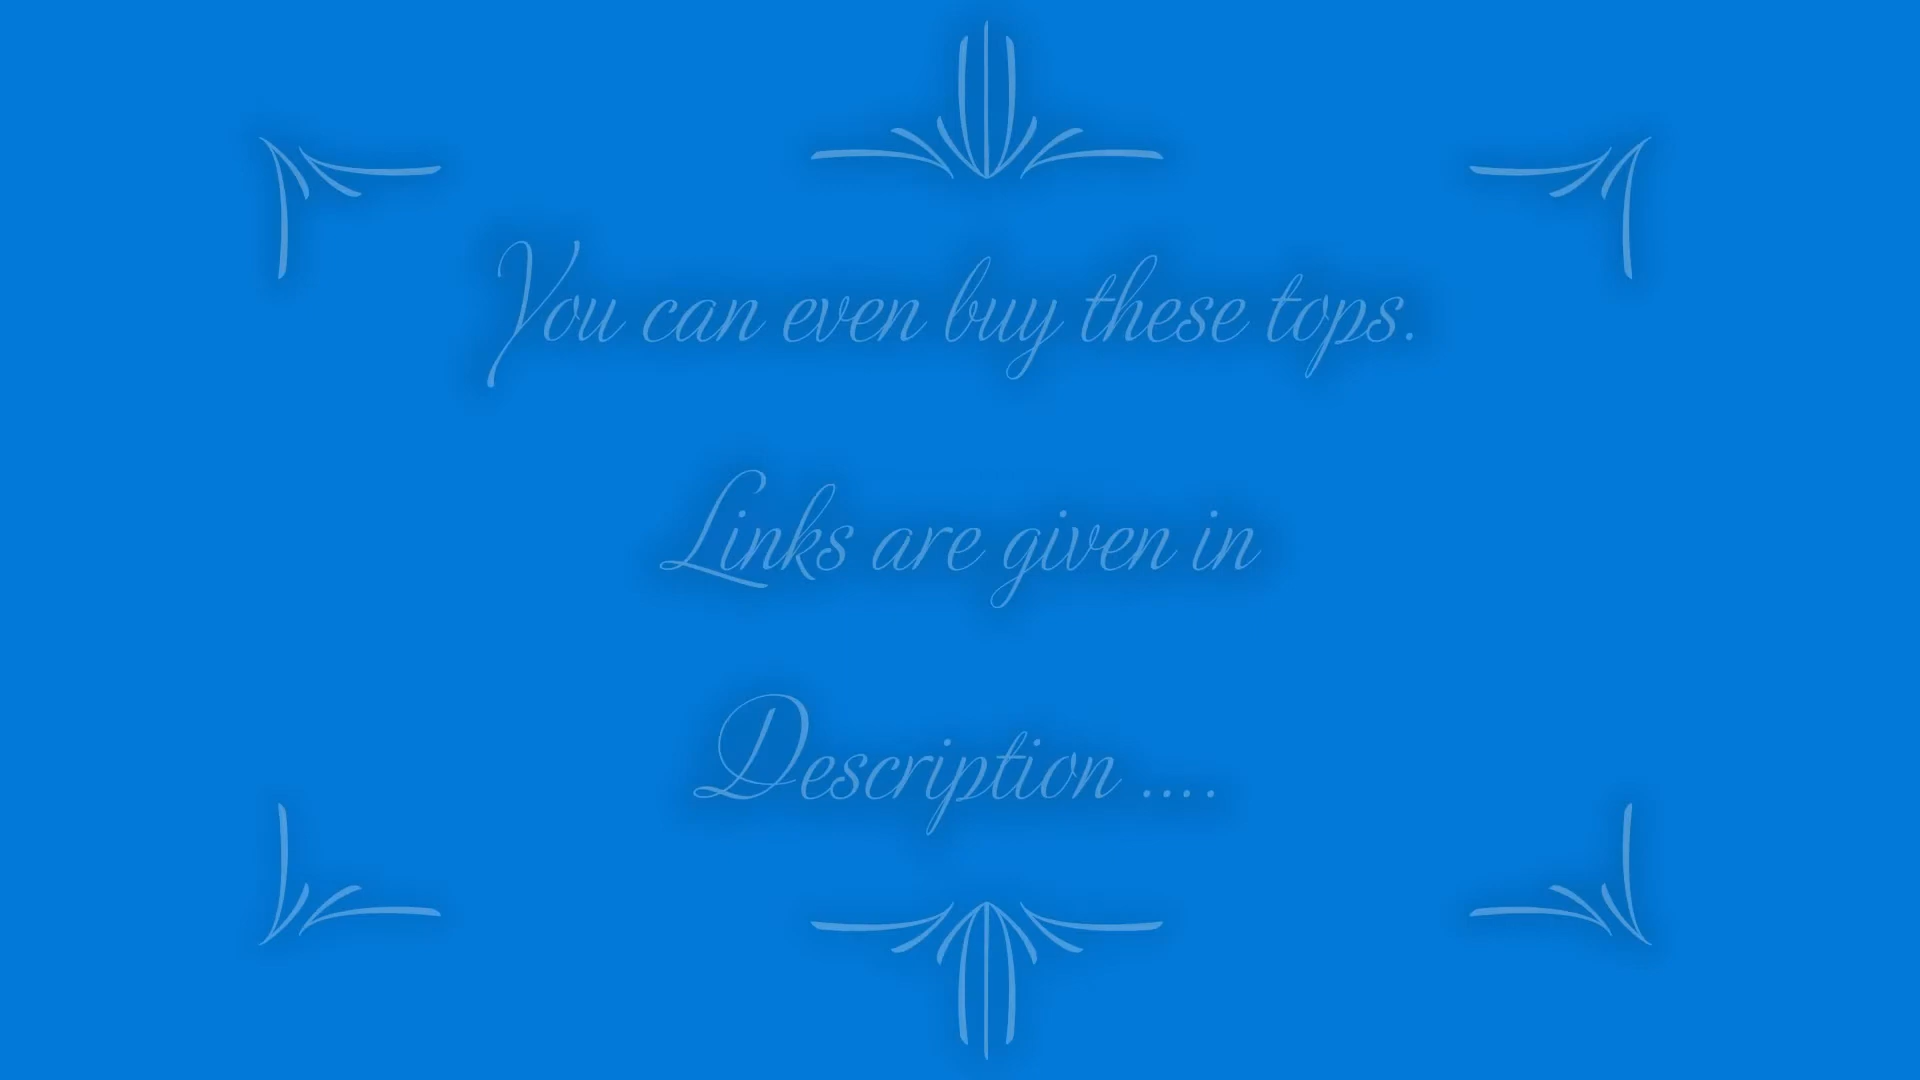 You can even buy these tops.
Links are given in
Description ....